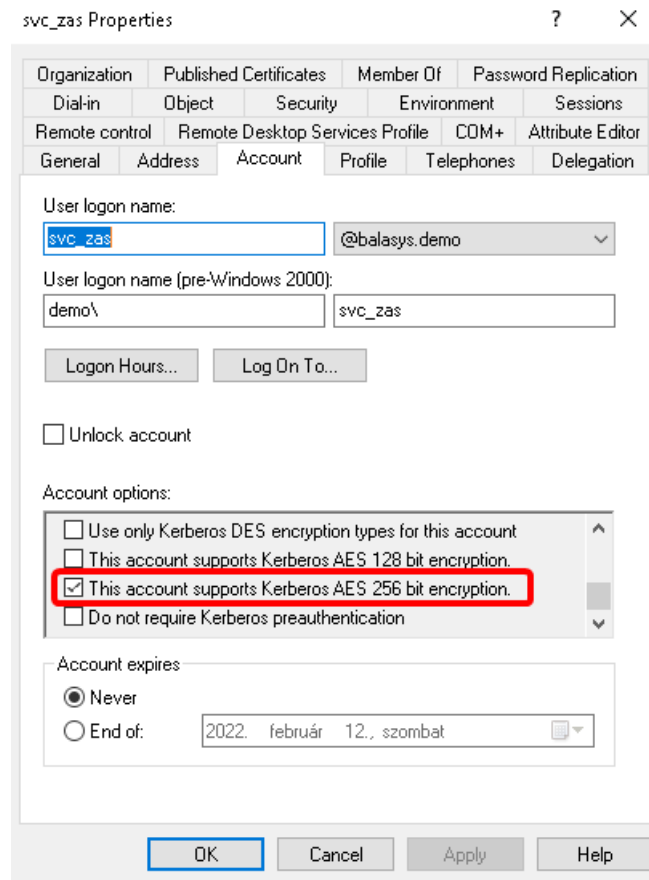 svc_zas Properties ? ×
Organization Published Certificates Member Of Password Replication
Dial-in Object Security Environment Sessions
Remote control Remote Desktop Services Profile COM+ Attribute Editor
General Address Account Profile Telephones Delegation
User logon name:
svc_zas @balasys.demo
User logon name (pre-Windows 2000):
demo\ svc_zas
Logon Hours... Log On To...
Unlock account
Account options:
Use only Kerberos DES encryption types for this account
This account supports Kerberos AES 128 bit encryption.
This account supports Kerberos AES 256 bit encryption.
Do not require Kerberos preauthentication
Account expires
Never
End of: 2022. február 12., szombat
OK Cancel Apply Help